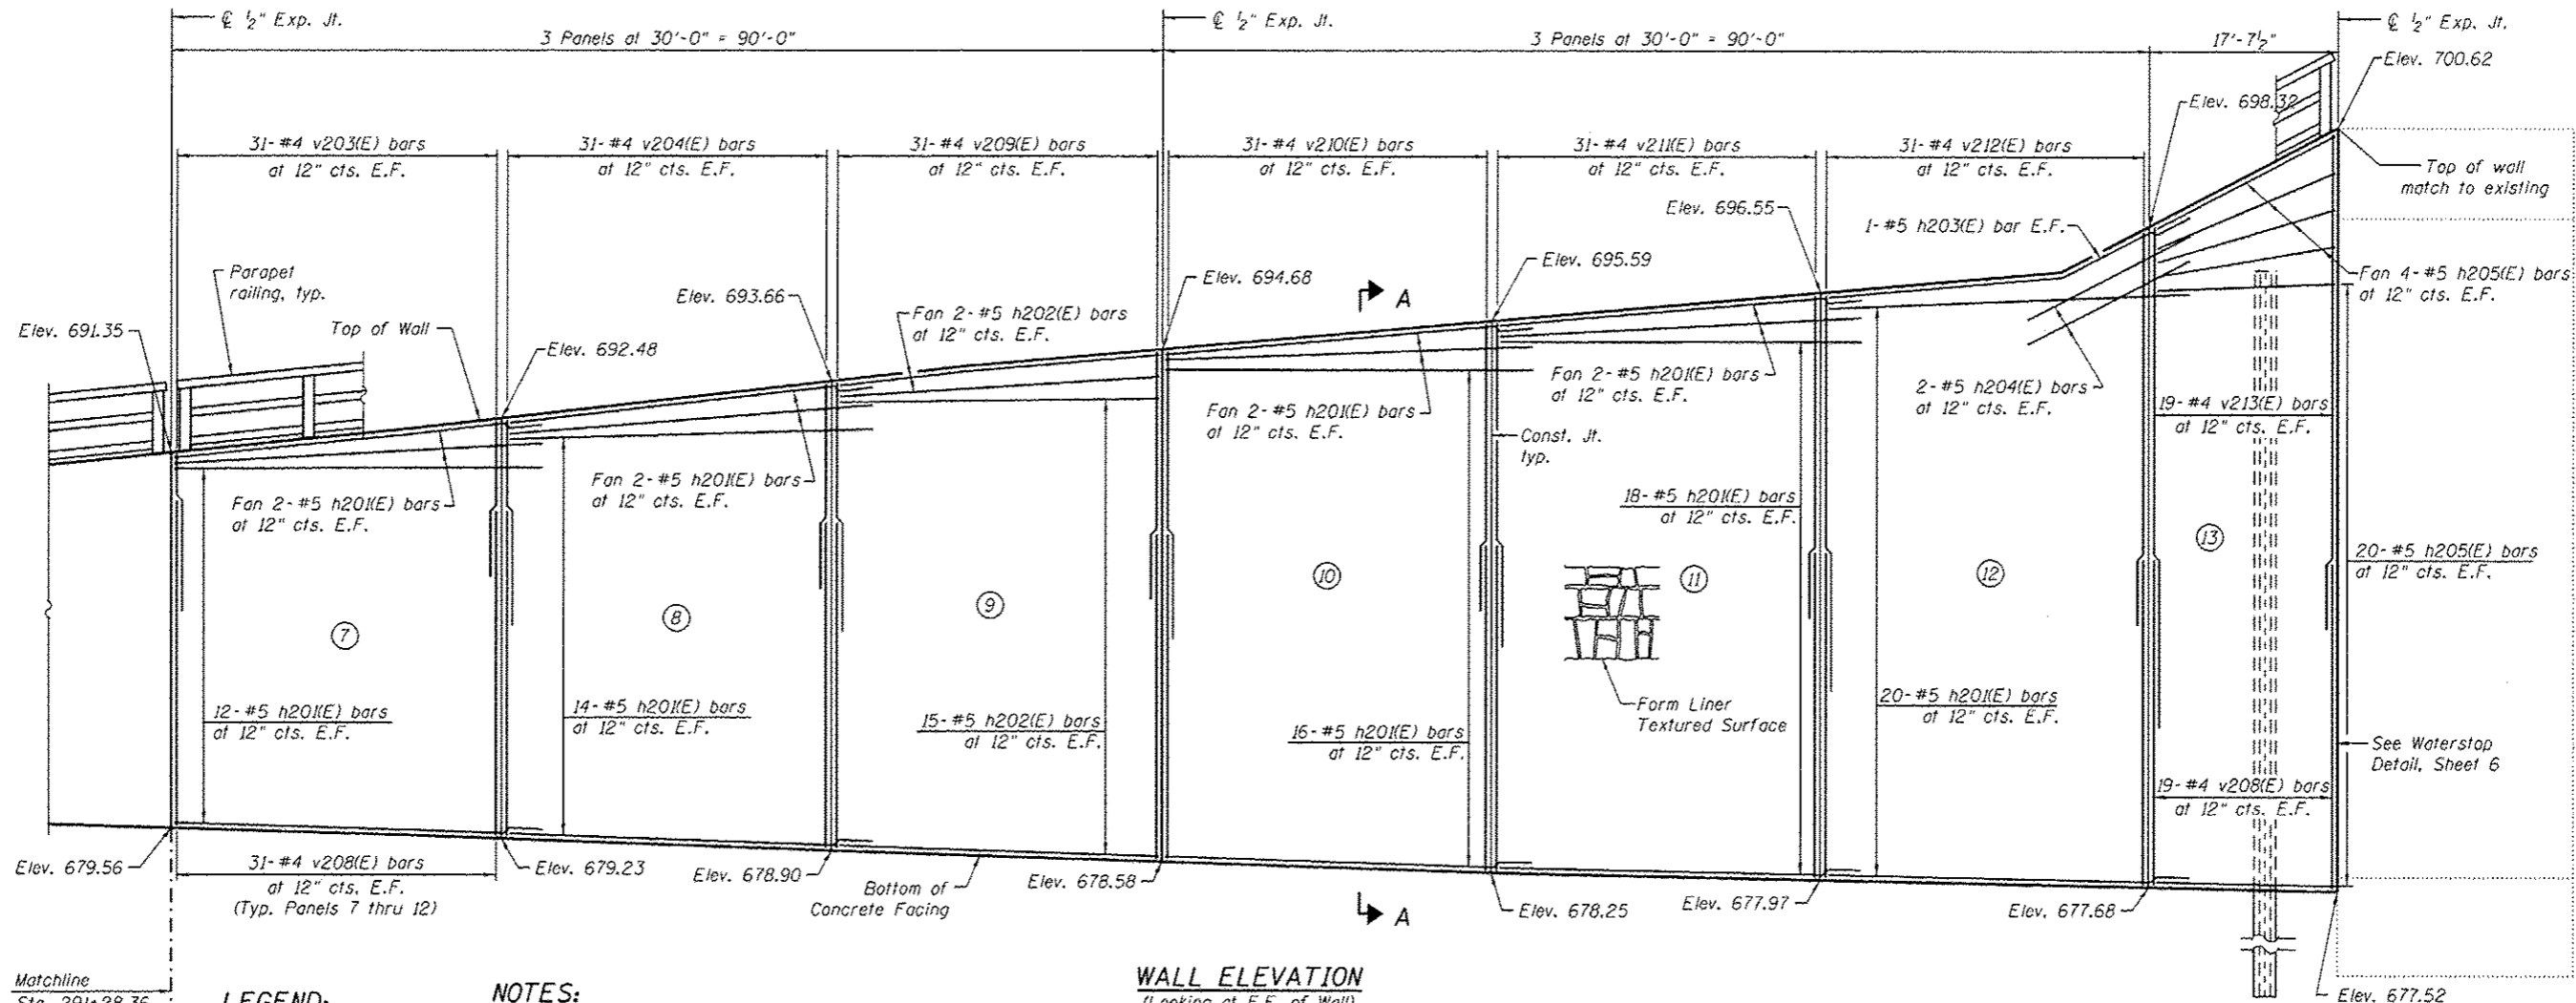 ℄ ½" Exp. Jt.
℄ ½" Exp. Jt.
℄ ½" Exp. Jt.
3 Panels at 30'-0" = 90'-0"
3 Panels at 30'-0" = 90'-0"
17'-7½"
Elev. 700.62
Elev. 698.32
31-#4 v203(E) bars
at 12" cts. E.F.
31-#4 v204(E) bars
at 12" cts. E.F.
31-#4 v209(E) bars
at 12" cts. E.F.
31-#4 v210(E) bars
at 12" cts. E.F.
31-#4 v211(E) bars
at 12" cts. E.F.
31-#4 v212(E) bars
at 12" cts. E.F.
Top of wall
match to existing
Elev. 696.55
1-#5 h203(E) bar E.F.
Parapet
railing, typ.
Elev. 694.68
Elev. 695.59
A
Fan 4-#5 h205(E) bars
at 12" cts. E.F.
Elev. 693.66
Fan 2-#5 h202(E) bars
at 12" cts. E.F.
Elev. 691.35
Top of Wall
Elev. 692.48
Fan 2-#5 h201(E) bars
at 12" cts. E.F.
2-#5 h204(E) bars
at 12" cts. E.F.
Fan 2-#5 h201(E) bars
at 12" cts. E.F.
19-#4 v213(E) bars
at 12" cts. E.F.
Const. Jt.
typ.
Fan 2-#5 h201(E) bars
at 12" cts. E.F.
Fan 2-#5 h201(E) bars
at 12" cts. E.F.
18-#5 h201(E) bars
at 12" cts. E.F.
20-#5 h205(E) bars
at 12" cts. E.F.
7
8
9
10
11
12
13
12-#5 h201(E) bars
at 12" cts. E.F.
14-#5 h201(E) bars
at 12" cts. E.F.
15-#5 h202(E) bars
at 12" cts. E.F.
16-#5 h201(E) bars
at 12" cts. E.F.
Form Liner
Textured Surface
20-#5 h201(E) bars
at 12" cts. E.F.
See Waterstop
Detail, Sheet 6
19-#4 v208(E) bars
at 12" cts. E.F.
Elev. 679.56
31-#4 v208(E) bars
at 12" cts. E.F.
(Typ. Panels 7 thru 12)
Elev. 679.23
Elev. 678.90
Bottom of
Concrete Facing
Elev. 678.58
A
Elev. 678.25
Elev. 677.97
Elev. 677.68
Elev. 677.52
Matchline
Sta. 291+28.36
LEGEND:
NOTES:
WALL ELEVATION
(Looking at F.F. of Wall)